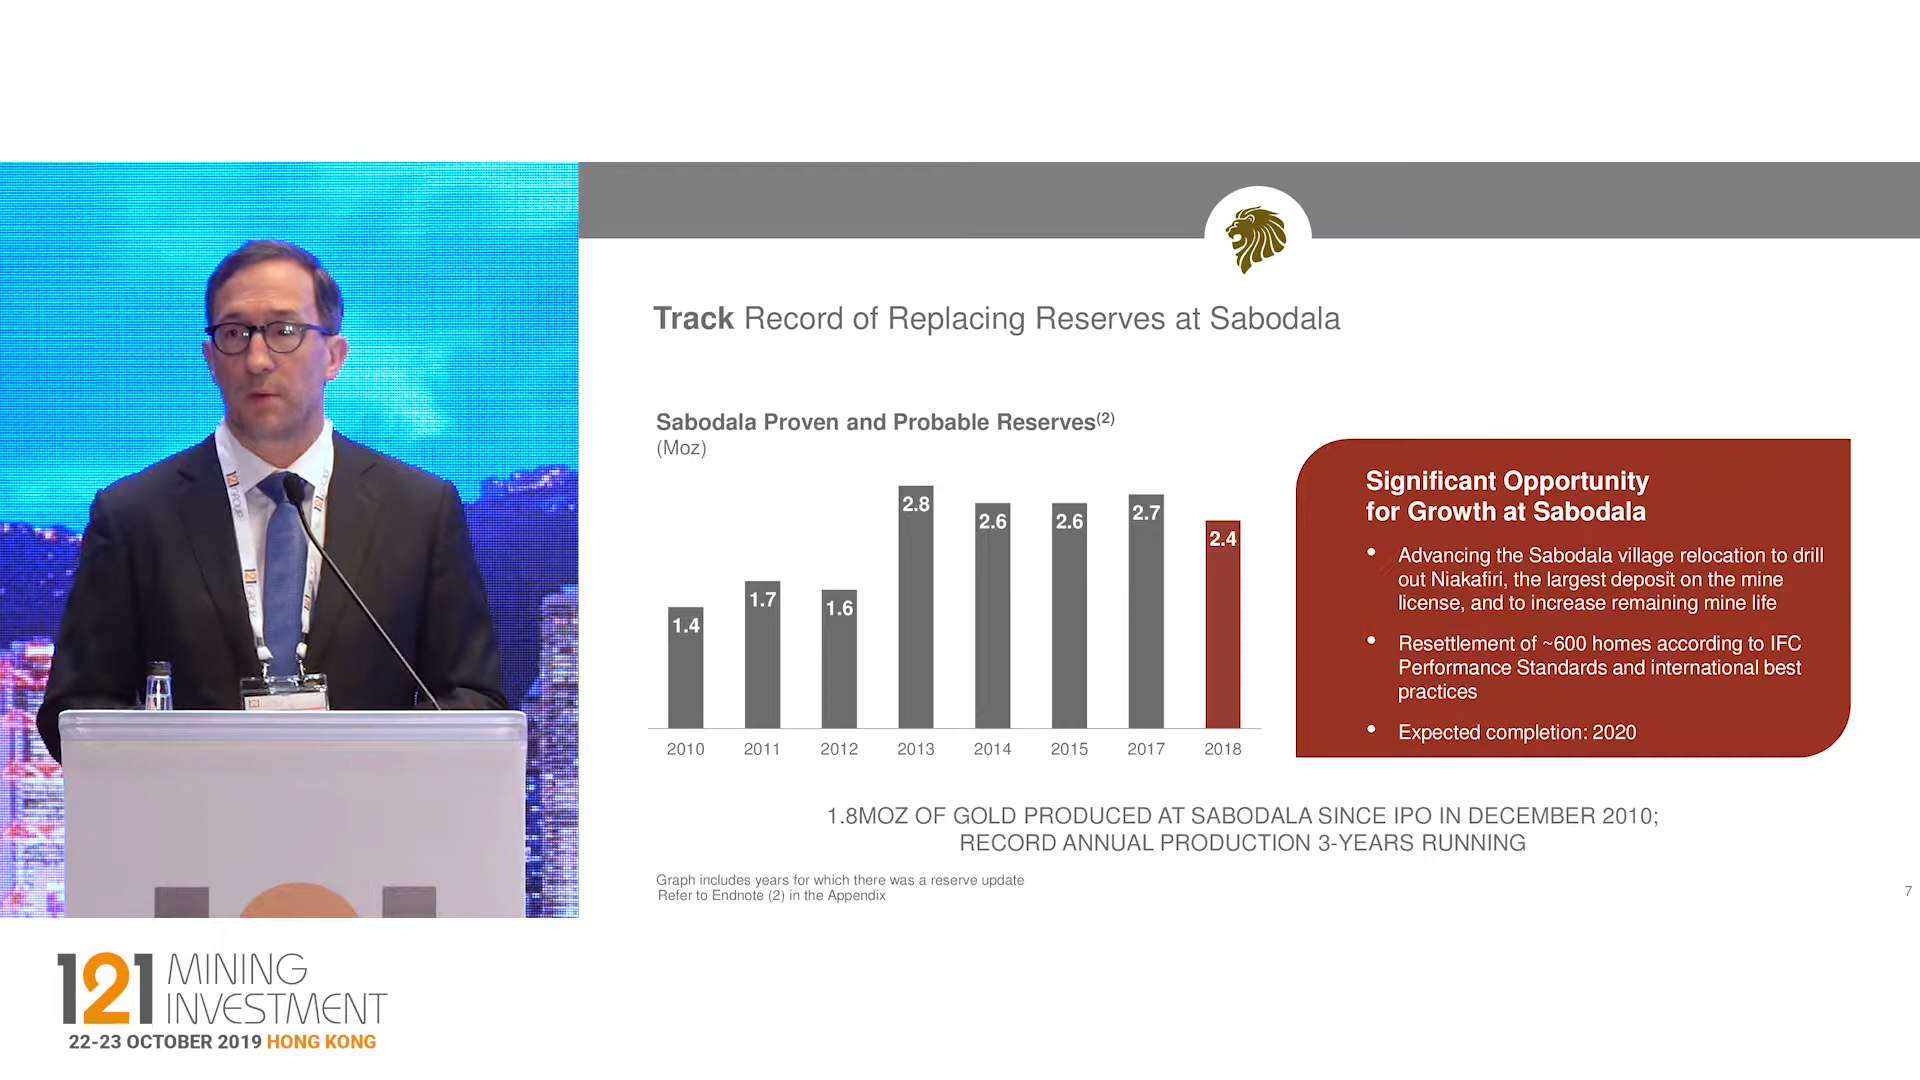 Track Record of Replacing Reserves at Sabodala
Sabodala Proven and Probable Reserves(2)
(Moz)
1.4
1.7
1.6
2.8
2.6
2.6
2.7
2.4
2010
2011
2012
2013
2014
2015
2017
2018
Significant Opportunity
for Growth at Sabodala
• Advancing the Sabodala village relocation to drill
out Niakafiri, the largest deposit on the mine
license, and to increase remaining mine life
• Resettlement of ~600 homes according to IFC
Performance Standards and international best
practices
• Expected completion: 2020
1.8MOZ OF GOLD PRODUCED AT SABODALA SINCE IPO IN DECEMBER 2010;
RECORD ANNUAL PRODUCTION 3-YEARS RUNNING
Graph includes years for which there was a reserve update
Refer to Endnote (2) in the Appendix
7
121 MINING
INVESTMENT
22-23 OCTOBER 2019 HONG KONG